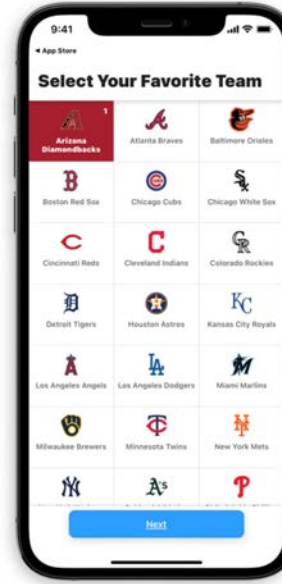 9:41
◀ App Store
Select Your Favorite Team
1
Arizona
Diamondbacks
Atlanta Braves
Baltimore Orioles
Boston Red Sox
Chicago Cubs
Chicago White Sox
Cincinnati Reds
Cleveland Indians
Colorado Rockies
Detroit Tigers
Houston Astros
Kansas City Royals
Los Angeles Angels
Los Angeles Dodgers
Miami Marlins
Milwaukee Brewers
Minnesota Twins
New York Mets
Next